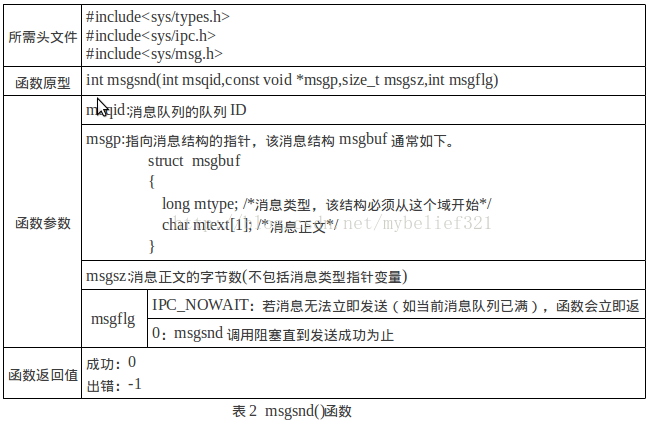 所需头文件
#include<sys/types.h>
#include<sys/ipc.h>
#include<sys/msg.h>
函数原型
int msgsnd(int msqid,const void *msgp,size_t msgsz,int msgflg)
函数参数
msqid:消息队列的队列 ID
msgp:指向消息结构的指针，该消息结构 msgbuf 通常如下。
struct msgbuf
{
long mtype; /*消息类型，该结构必须从这个域开始*/
char mtext[1]; /*消息正文*/
}
msgsz:消息正文的字节数(不包括消息类型指针变量)
msgflg
IPC_NOWAIT：若消息无法立即发送（如当前消息队列已满），函数会立即返
0：msgsnd 调用阻塞直到发送成功为止
函数返回值
成功：0
出错：-1
表 2 msgsnd()函数